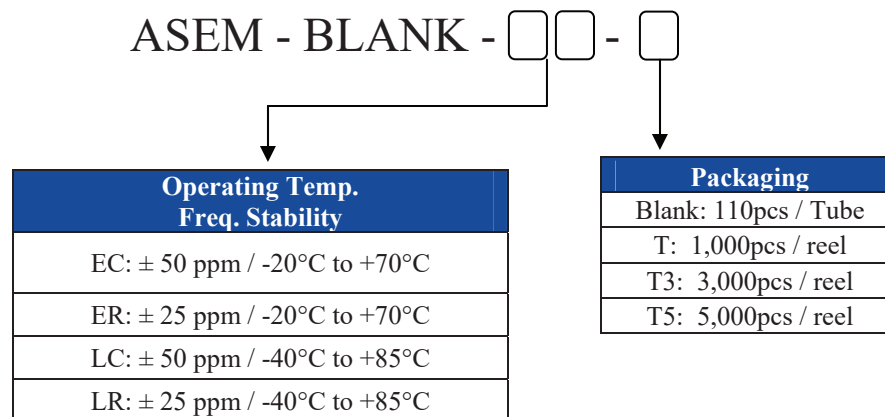 ASEM - BLANK - -
Operating Temp.
Freq. Stability
EC: ± 50 ppm / -20°C to +70°C
ER: ± 25 ppm / -20°C to +70°C
LC: ± 50 ppm / -40°C to +85°C
LR: ± 25 ppm / -40°C to +85°C
Packaging
Blank: 110pcs / Tube
T: 1,000pcs / reel
T3: 3,000pcs / reel
T5: 5,000pcs / reel